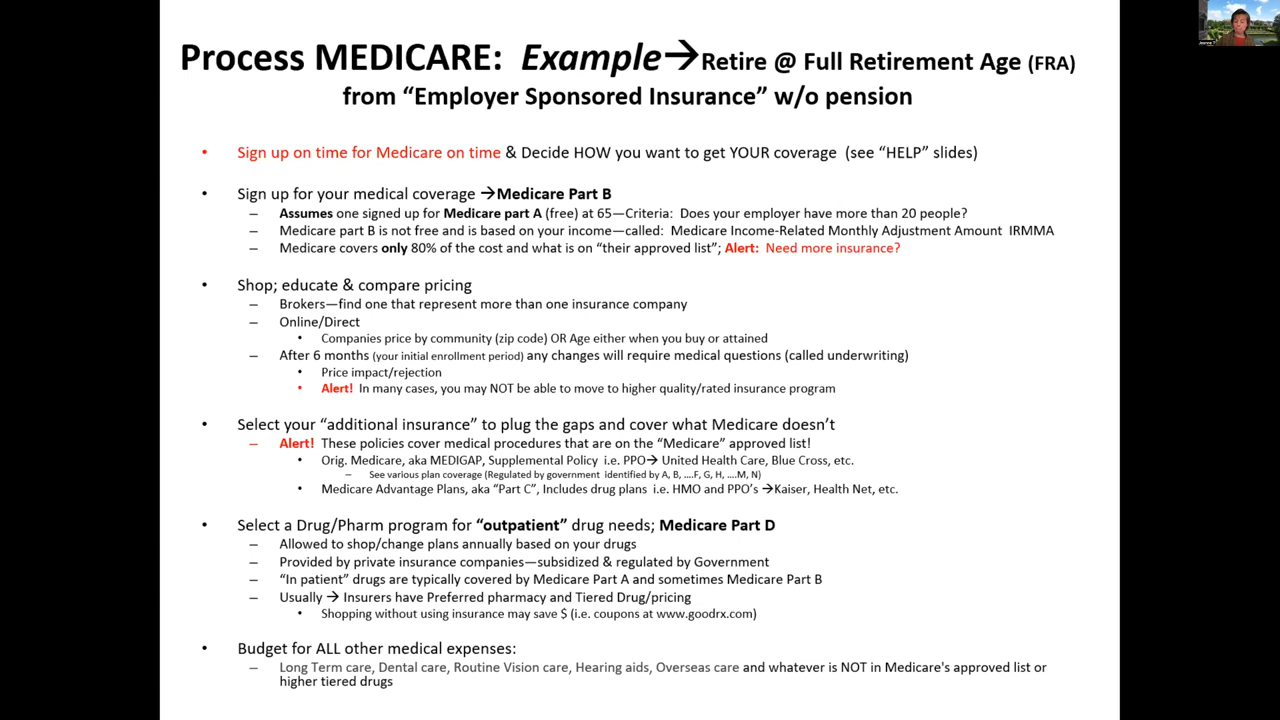 Process MEDICARE: Example→Retire @ Full Retirement Age (FRA)
from “Employer Sponsored Insurance” w/o pension
• Sign up on time for Medicare on time & Decide HOW you want to get YOUR coverage (see “HELP” slides)
• Sign up for your medical coverage →Medicare Part B
– Assumes one signed up for Medicare part A (free) at 65—Criteria: Does your employer have more than 20 people?
– Medicare part B is not free and is based on your income—called: Medicare Income-Related Monthly Adjustment Amount IRMMA
– Medicare covers only 80% of the cost and what is on “their approved list”; Alert: Need more insurance?
• Shop; educate & compare pricing
– Brokers—find one that represent more than one insurance company
– Online/Direct
• Companies price by community (zip code) OR Age either when you buy or attained
– After 6 months (your initial enrollment period) any changes will require medical questions (called underwriting)
• Price impact/rejection
• Alert! In many cases, you may NOT be able to move to higher quality/rated insurance program
• Select your “additional insurance” to plug the gaps and cover what Medicare doesn’t
– Alert! These policies cover medical procedures that are on the “Medicare” approved list!
• Orig. Medicare, aka MEDIGAP, Supplemental Policy i.e. PPO→ United Health Care, Blue Cross, etc.
– See various plan coverage (Regulated by government identified by A, B, ….F, G, H, ….M, N)
• Medicare Advantage Plans, aka “Part C”, Includes drug plans i.e. HMO and PPO’s →Kaiser, Health Net, etc.
• Select a Drug/Pharm program for “outpatient” drug needs; Medicare Part D
– Allowed to shop/change plans annually based on your drugs
– Provided by private insurance companies—subsidized & regulated by Government
– “In patient” drugs are typically covered by Medicare Part A and sometimes Medicare Part B
– Usually → Insurers have Preferred pharmacy and Tiered Drug/pricing
• Shopping without using insurance may save $ (i.e. coupons at www.goodrx.com)
• Budget for ALL other medical expenses:
– Long Term care, Dental care, Routine Vision care, Hearing aids, Overseas care and whatever is NOT in Medicare's approved list or
higher tiered drugs